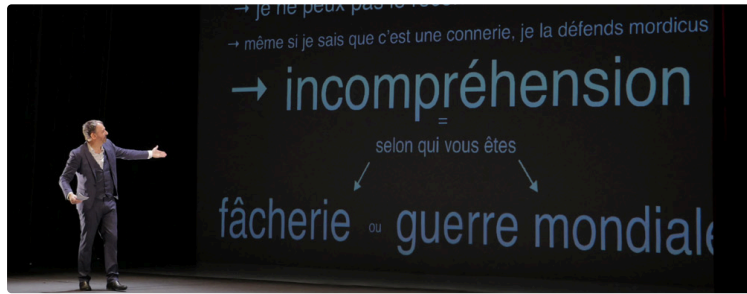 → je ne peux pas le
→ même si je sais que c'est une connerie, je la défends mordicus
→ incompréhension
=
selon qui vous êtes
fâcherie ou guerre mondiale